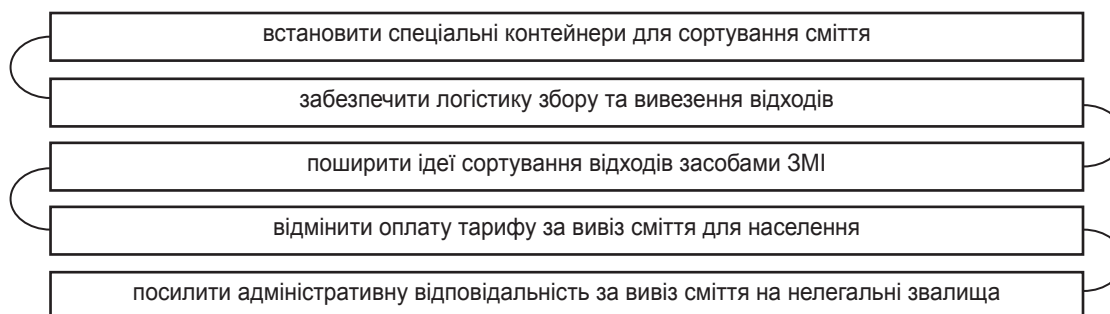 встановити спеціальні контейнери для сортування сміття
забезпечити логістику збору та вивезення відходів
поширити ідеї сортування відходів засобами ЗМІ
відмінити оплату тарифу за вивіз сміття для населення
посилити адміністративну відповідальність за вивіз сміття на нелегальні звалища